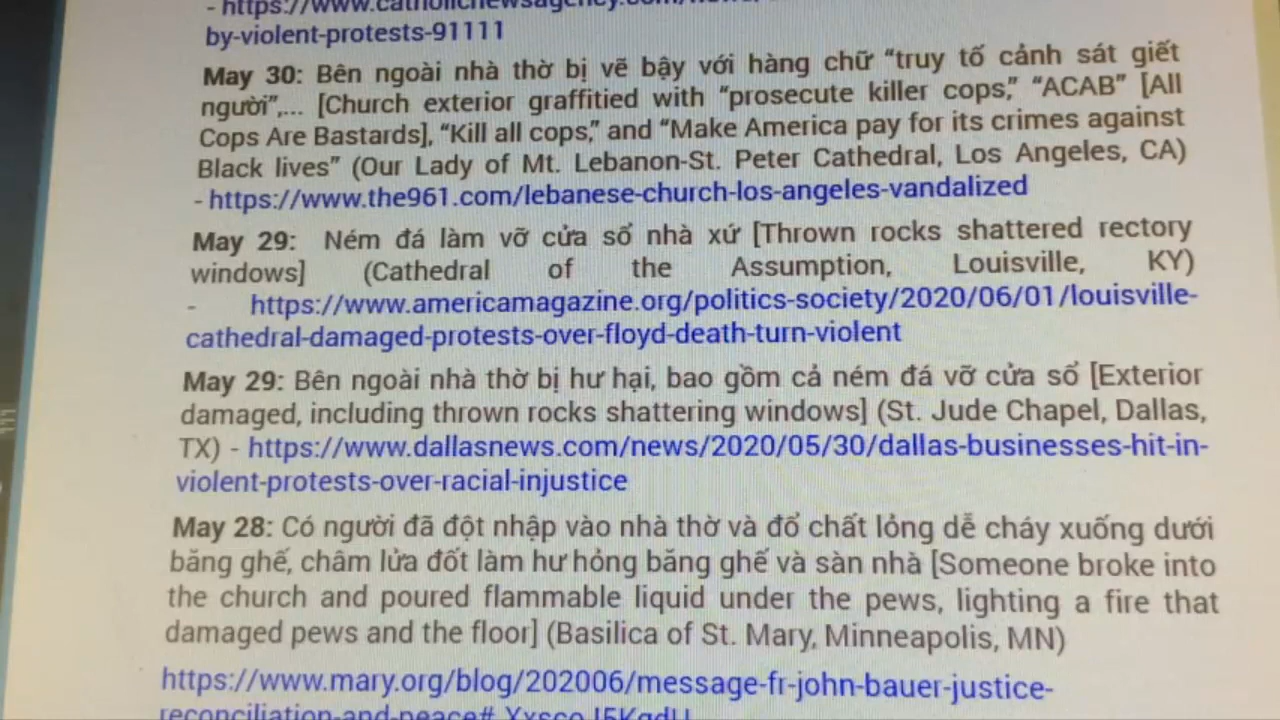 - https://www.catholicnewsagency.com/news/
by-violent-protests-91111
May 30: Bên ngoài nhà thờ bị vẽ bậy với hàng chữ “truy tố cảnh sát giết
người”,... [Church exterior graffitied with “prosecute killer cops,” “ACAB” [All
Cops Are Bastards], “Kill all cops,” and “Make America pay for its crimes against
Black lives” (Our Lady of Mt. Lebanon-St. Peter Cathedral, Los Angeles, CA)
- https://www.the961.com/lebanese-church-los-angeles-vandalized
May 29: Ném đá làm vỡ cửa sổ nhà xứ [Thrown rocks shattered rectory
windows] (Cathedral of the Assumption, Louisville, KY)
- https://www.americamagazine.org/politics-society/2020/06/01/louisville-
cathedral-damaged-protests-over-floyd-death-turn-violent
May 29: Bên ngoài nhà thờ bị hư hại, bao gồm cả ném đá vỡ cửa sổ [Exterior
damaged, including thrown rocks shattering windows] (St. Jude Chapel, Dallas,
TX) - https://www.dallasnews.com/news/2020/05/30/dallas-businesses-hit-in-
violent-protests-over-racial-injustice
May 28: Có người đã đột nhập vào nhà thờ và đổ chất lỏng dễ cháy xuống dưới
băng ghế, châm lửa đốt làm hư hỏng băng ghế và sàn nhà [Someone broke into
the church and poured flammable liquid under the pews, lighting a fire that
damaged pews and the floor] (Basilica of St. Mary, Minneapolis, MN)
https://www.mary.org/blog/202006/message-fr-john-bauer-justice-
reconciliation-and-peace#